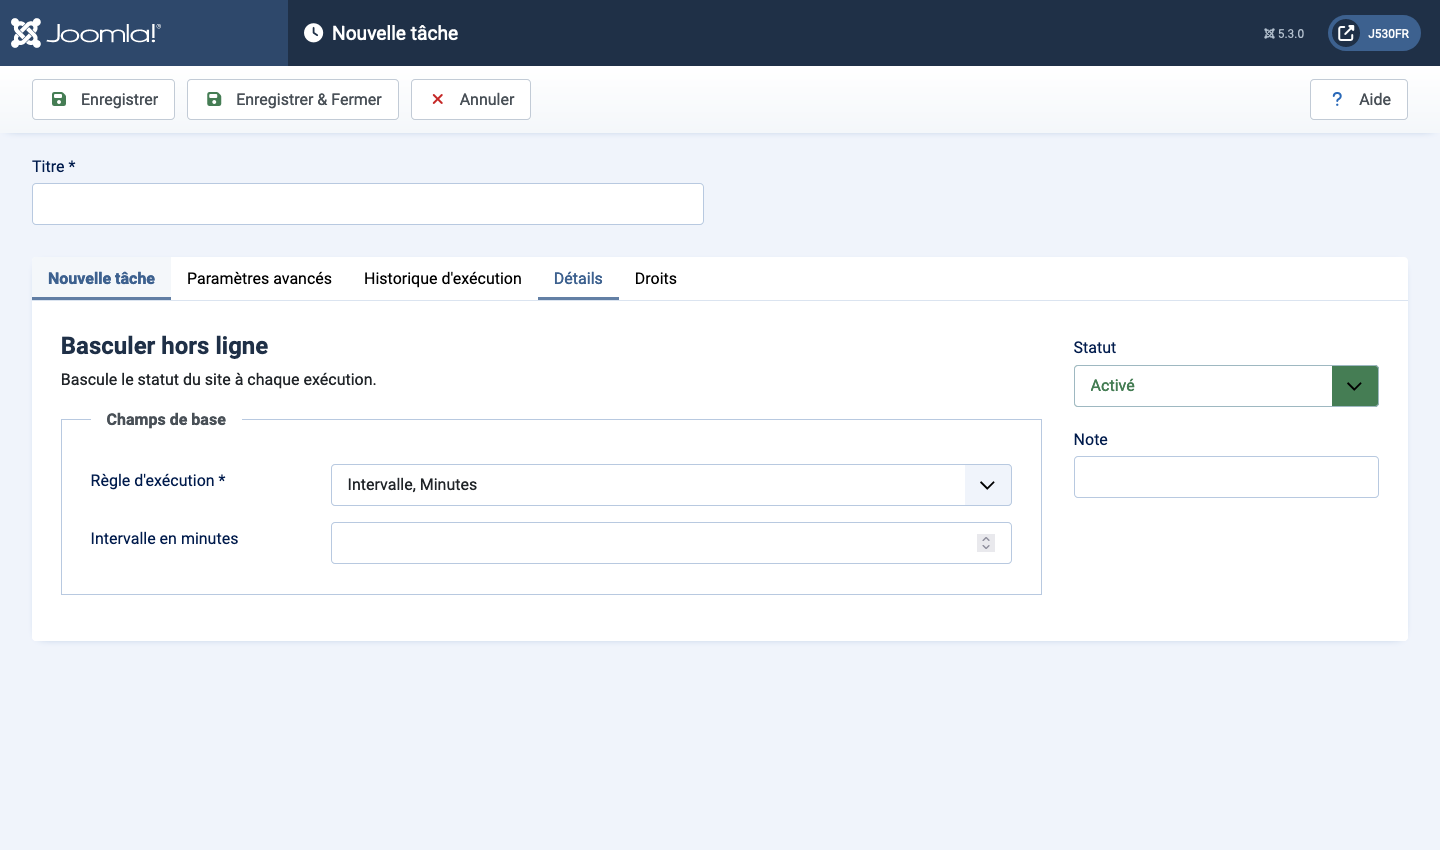 Joomla!®
Nouvelle tâche
5.3.0
J530FR
Enregistrer
Enregistrer & Fermer
Annuler
? Aide
Titre *
Nouvelle tâche
Paramètres avancés
Historique d'exécution
Détails
Droits
Basculer hors ligne
Bascule le statut du site à chaque exécution.
Champs de base
Règle d'exécution *
Intervalle, Minutes
Intervalle en minutes
Statut
Activé
Note